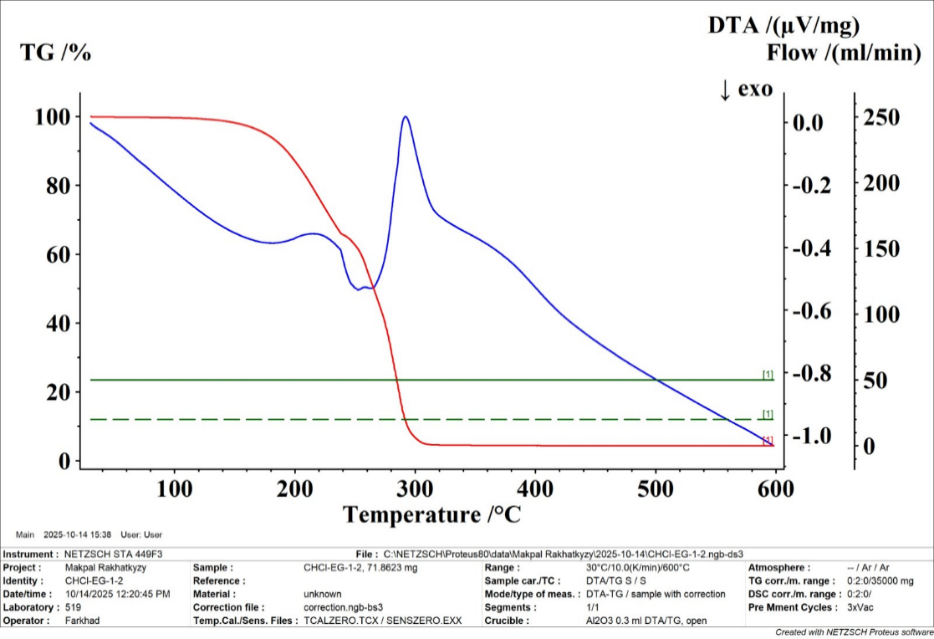 DTA /(µV/mg)
TG /%
Flow /(ml/min)
↓ exo
100
80
60
40
20
0
0.0
-0.2
-0.4
-0.6
-0.8
-1.0
250
200
150
100
50
0
[1]
[1]
[1]
100 200 300 400 500 600
Temperature /°C
Main 2025-10-14 15:38 User: User
Instrument : NETZSCH STA 449F3 File : C:\NETZSCH\Proteus80\data\Makpal Rakhatkyzy\2025-10-14\CHCl-EG-1-2.ngb-ds3
Project : Makpal Rakhatkyzy Sample : CHCl-EG-1-2, 71.8623 mg Range : 30°C/10.0(K/min)/600°C Atmosphere : -- / Ar / Ar
Identity : CHCl-EG-1-2 Reference : Sample car./TC : DTA/TG S / S TG corr./m. range : 0:2:0/35000 mg
Date/time : 10/14/2025 12:20:45 PM Material : unknown Mode/type of meas. : DTA-TG / sample with correction DSC corr./m. range : 0:2:0/
Laboratory : 519 Correction file : correction.ngb-bs3 Segments : 1/1 Pre Mment Cycles : 3xVac
Operator : Farkhad Temp.Cal./Sens. Files : TCALZERO.TCX / SENSZERO.EXX Crucible : Al2O3 0.3 ml DTA/TG, open
Created with NETZSCH Proteus software